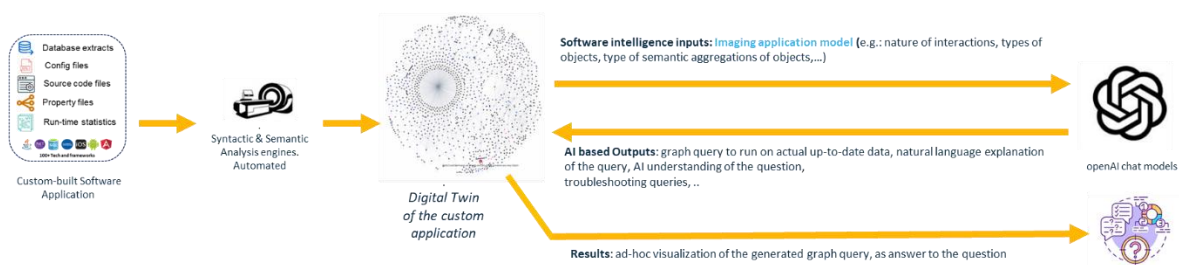 Database extracts
Config files
Source code files
Property files
Run-time statistics
100+ Tech and frameworks
Custom-built Software
Application
Syntactic & Semantic
Analysis engines.
Automated
Digital Twin
of the custom
application
Software intelligence inputs: Imaging application model (e.g.: nature of interactions, types of
objects, type of semantic aggregations of objects,...)
AI based Outputs: graph query to run on actual up-to-date data, natural language explanation
of the query, AI understanding of the question,
troubleshooting queries, ..
openAI chat models
Results: ad-hoc visualization of the generated graph query, as answer to the question